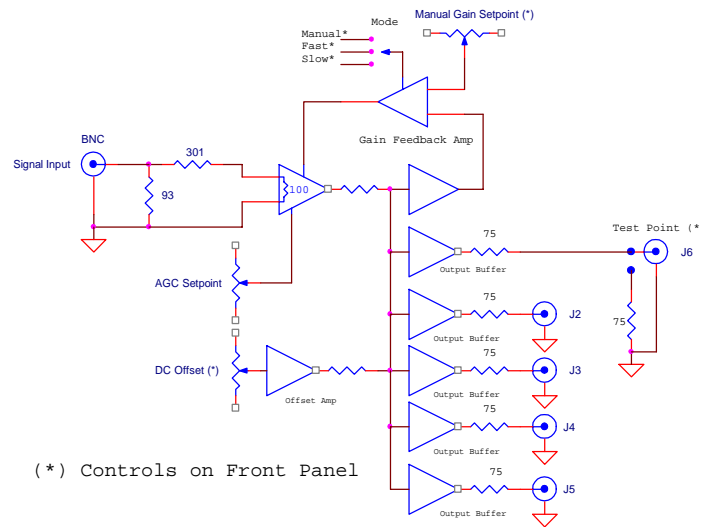 Manual Gain Setpoint (*)
Mode
Manual*
Fast*
Slow*
Gain Feedback Amp
BNC
Signal Input
301
93
100
75
Output Buffer
Test Point (*
J6
75
AGC Setpoint
75
J2
Output Buffer
DC Offset (*)
Offset Amp
75
J3
Output Buffer
75
J4
Output Buffer
75
J5
Output Buffer
(*) Controls on Front Panel